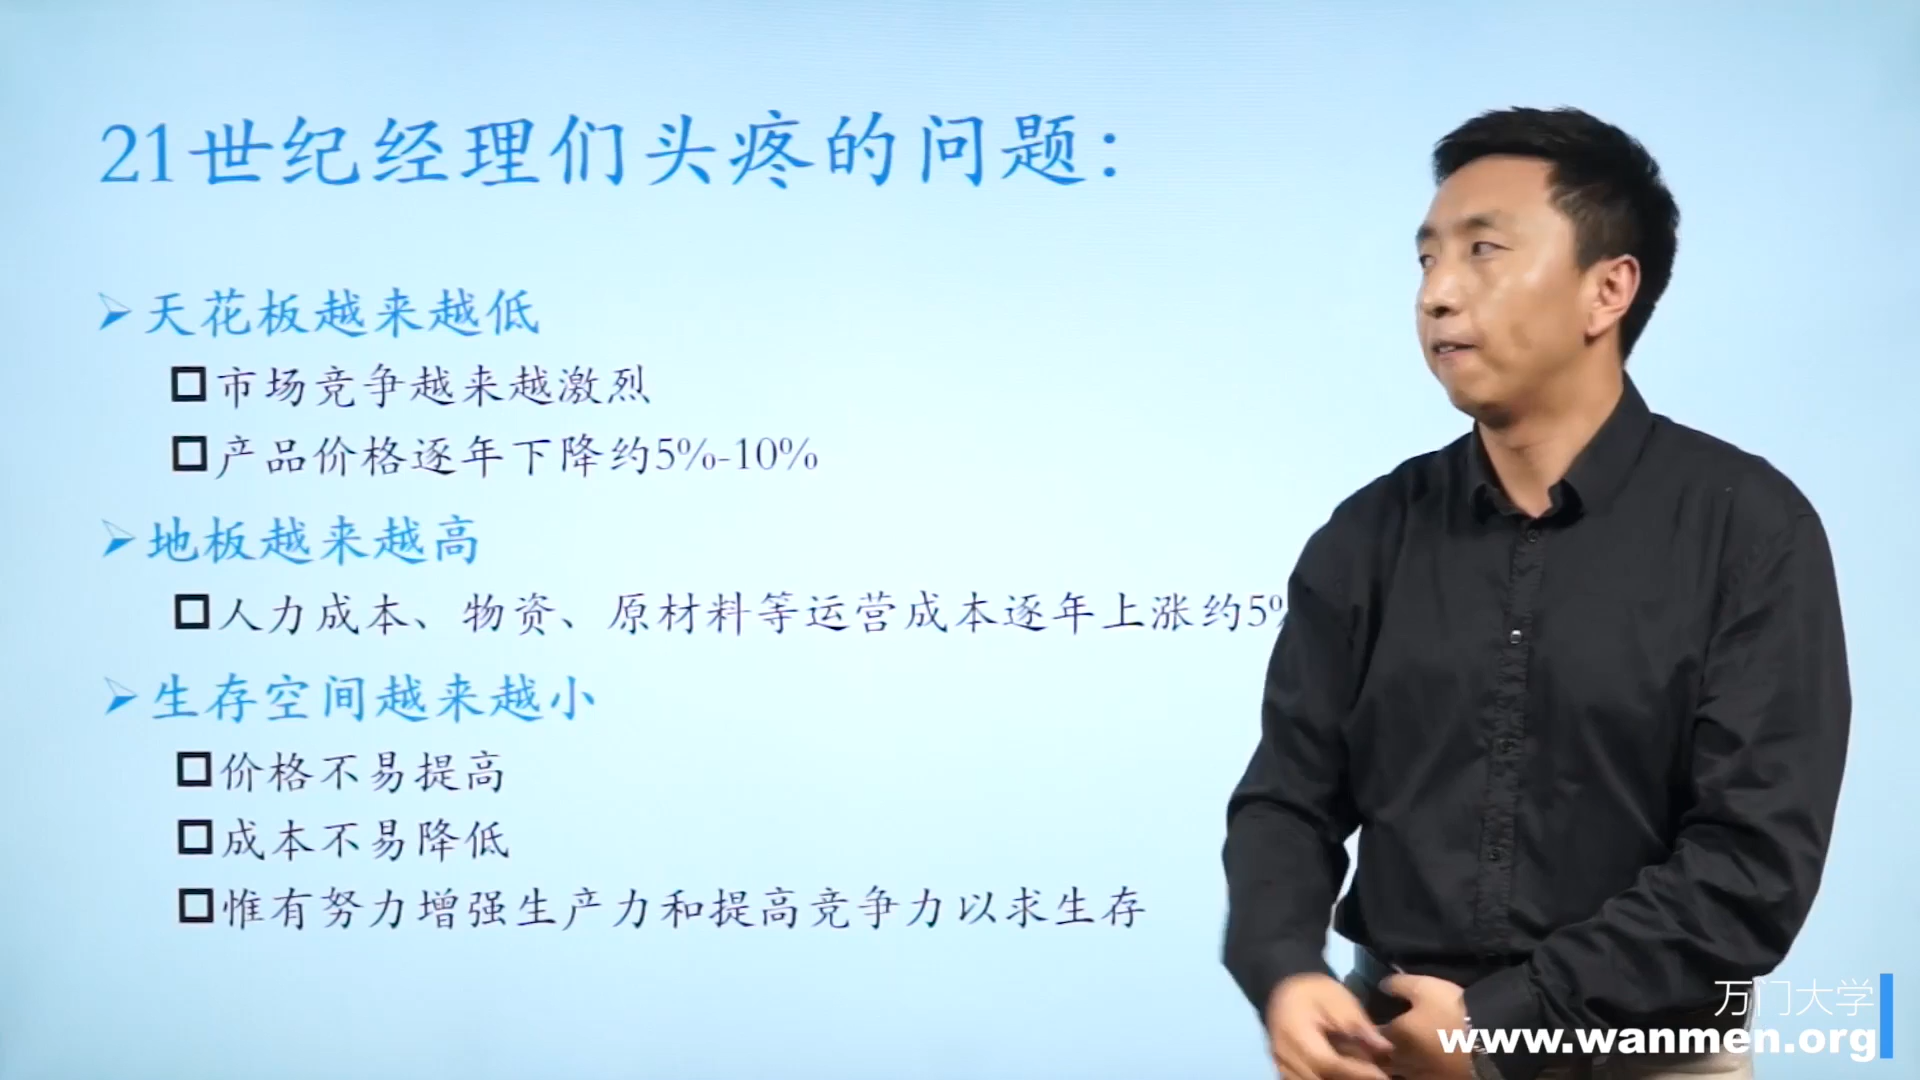 21世纪经理们头疼的问题：
天花板越来越低
市场竞争越来越激烈
产品价格逐年下降约5%-10%
地板越来越高
人力成本、物资、原材料等运营成本逐年上涨约5%
生存空间越来越小
价格不易提高
成本不易降低
惟有努力增强生产力和提高竞争力以求生存
万门大学
www.wanmen.org